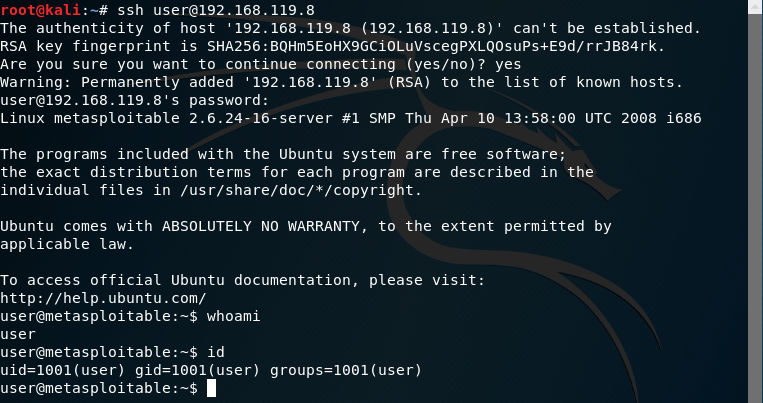 root@kali:~# ssh user@192.168.119.8
The authenticity of host '192.168.119.8 (192.168.119.8)' can't be established.
RSA key fingerprint is SHA256:BQHm5EoHX9GCiOLuVscegPXLQOsuPs+E9d/rrJB84rk.
Are you sure you want to continue connecting (yes/no)? yes
Warning: Permanently added '192.168.119.8' (RSA) to the list of known hosts.
user@192.168.119.8's password:
Linux metasploitable 2.6.24-16-server #1 SMP Thu Apr 10 13:58:00 UTC 2008 i686
The programs included with the Ubuntu system are free software;
the exact distribution terms for each program are described in the
individual files in /usr/share/doc/*/copyright.
Ubuntu comes with ABSOLUTELY NO WARRANTY, to the extent permitted by
applicable law.
To access official Ubuntu documentation, please visit:
http://help.ubuntu.com/
user@metasploitable:~$ whoami
user
user@metasploitable:~$ id
uid=1001(user) gid=1001(user) groups=1001(user)
user@metasploitable:~$